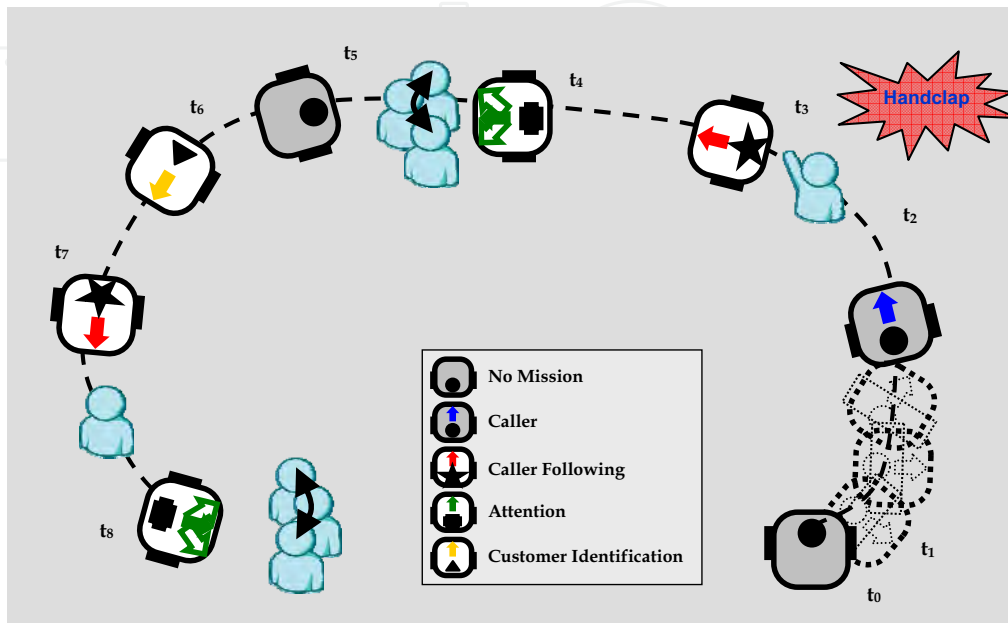 t5
t4
t6
t3
Handclap
t2
t7
No Mission
Caller
Caller Following
Attention
t8
Customer Identification
t1
t0